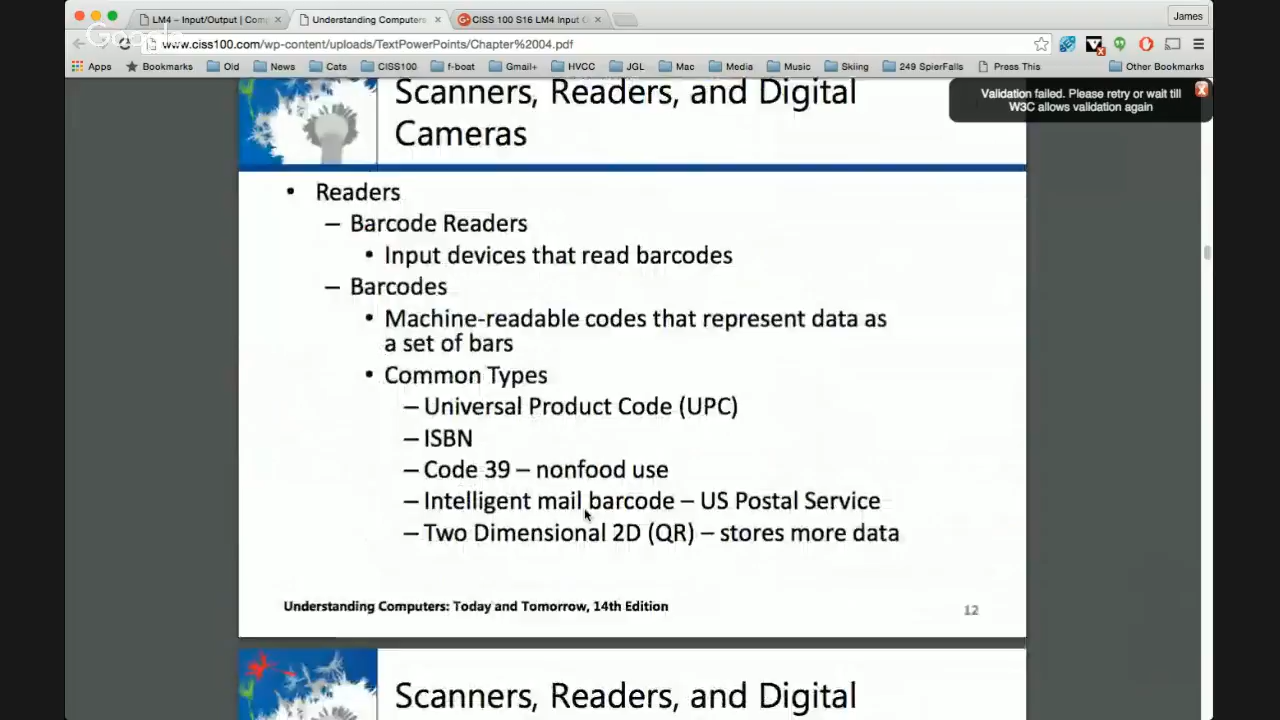 LM4 – Input/Output | Com
Understanding Computers
CISS 100 S16 LM4 Input
James
Google
www.ciss100.com/wp-content/uploads/TextPowerPoints/Chapter%2004.pdf
Apps
Bookmarks
Old
News
Cats
CISS100
f-boat
Gmail+
HVCC
JGL
Mac
Media
Music
Skiing
249 SpierFalls
Press This
Other Bookmarks
Validation failed. Please retry or wait till
W3C allows validation again
Scanners, Readers, and Digital
Cameras
• Readers
– Barcode Readers
• Input devices that read barcodes
– Barcodes
• Machine-readable codes that represent data as
a set of bars
• Common Types
– Universal Product Code (UPC)
– ISBN
– Code 39 – nonfood use
– Intelligent mail barcode – US Postal Service
– Two Dimensional 2D (QR) – stores more data
Understanding Computers: Today and Tomorrow, 14th Edition
12
Scanners, Readers, and Digital